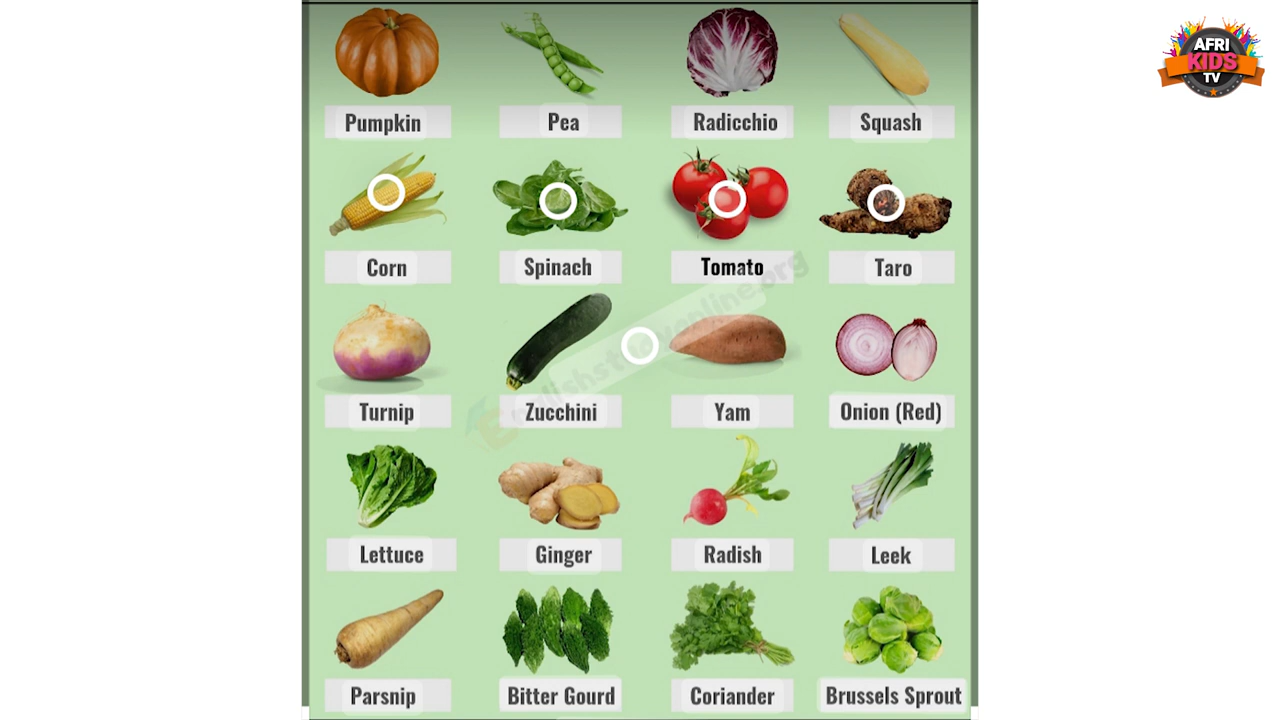 AFRI
KIDS
TV
Pumpkin Pea Radicchio Squash
Corn Spinach Tomato Taro
Turnip Zucchini Yam Onion (Red)
Lettuce Ginger Radish Leek
Parsnip Bitter Gourd Coriander Brussels Sprout